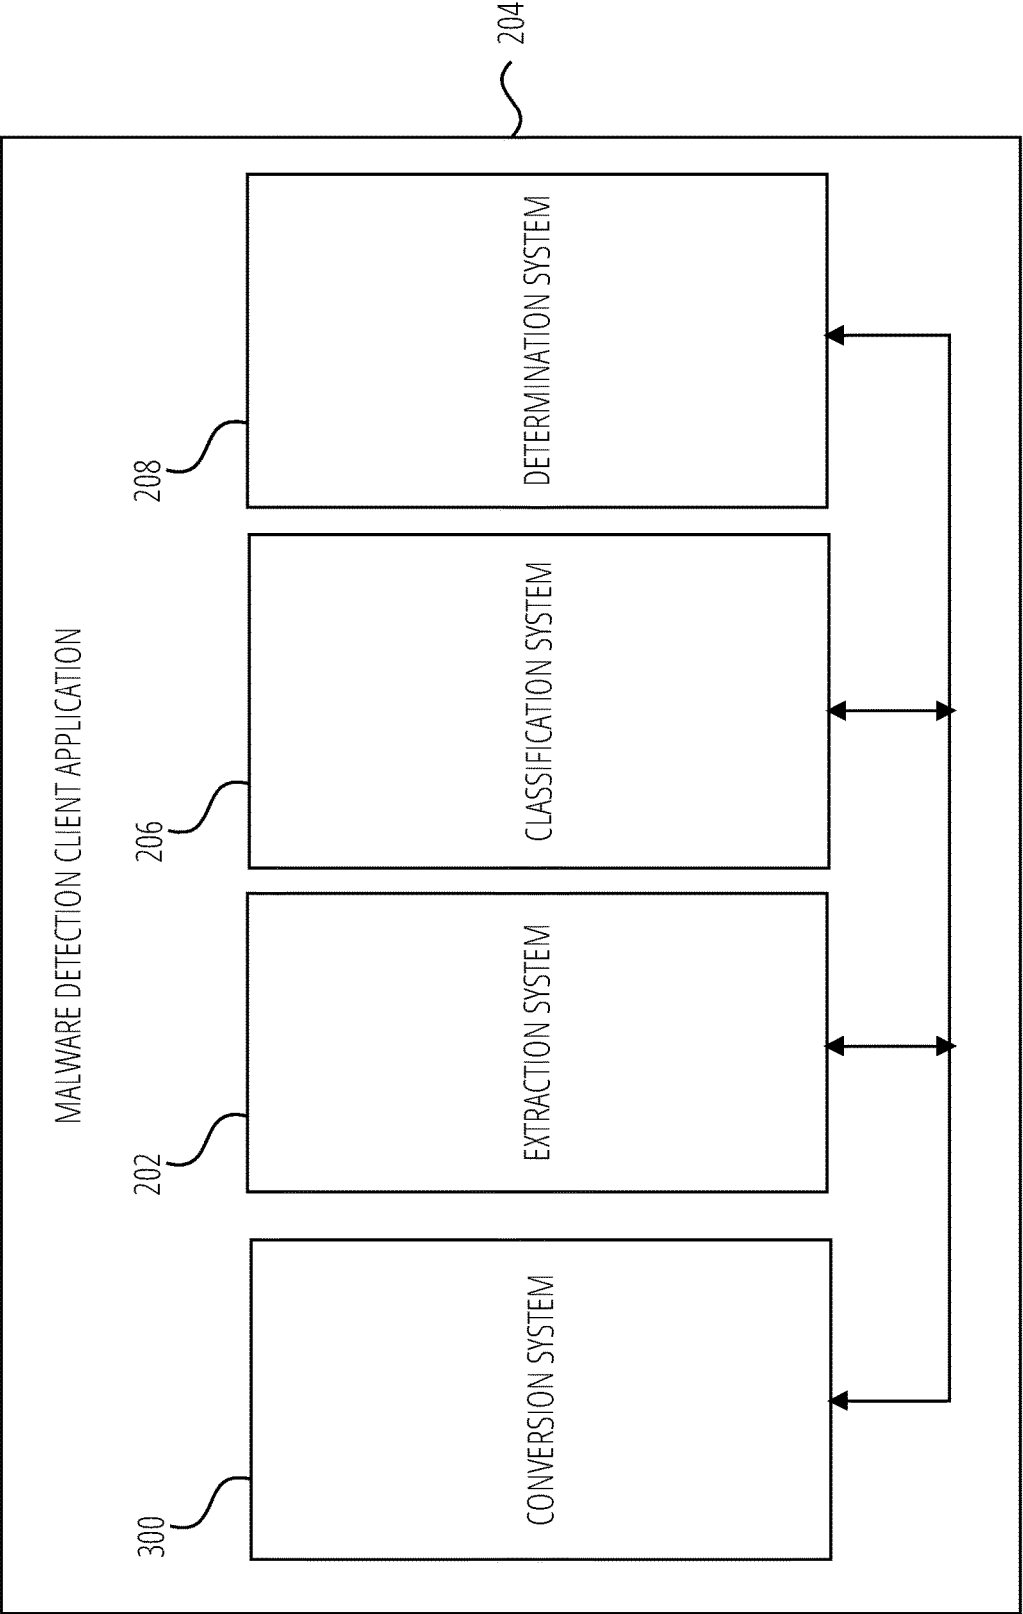 MALWARE DETECTION CLIENT APPLICATION
204
300
202
206
208
CONVERSION SYSTEM
EXTRACTION SYSTEM
CLASSIFICATION SYSTEM
DETERMINATION SYSTEM